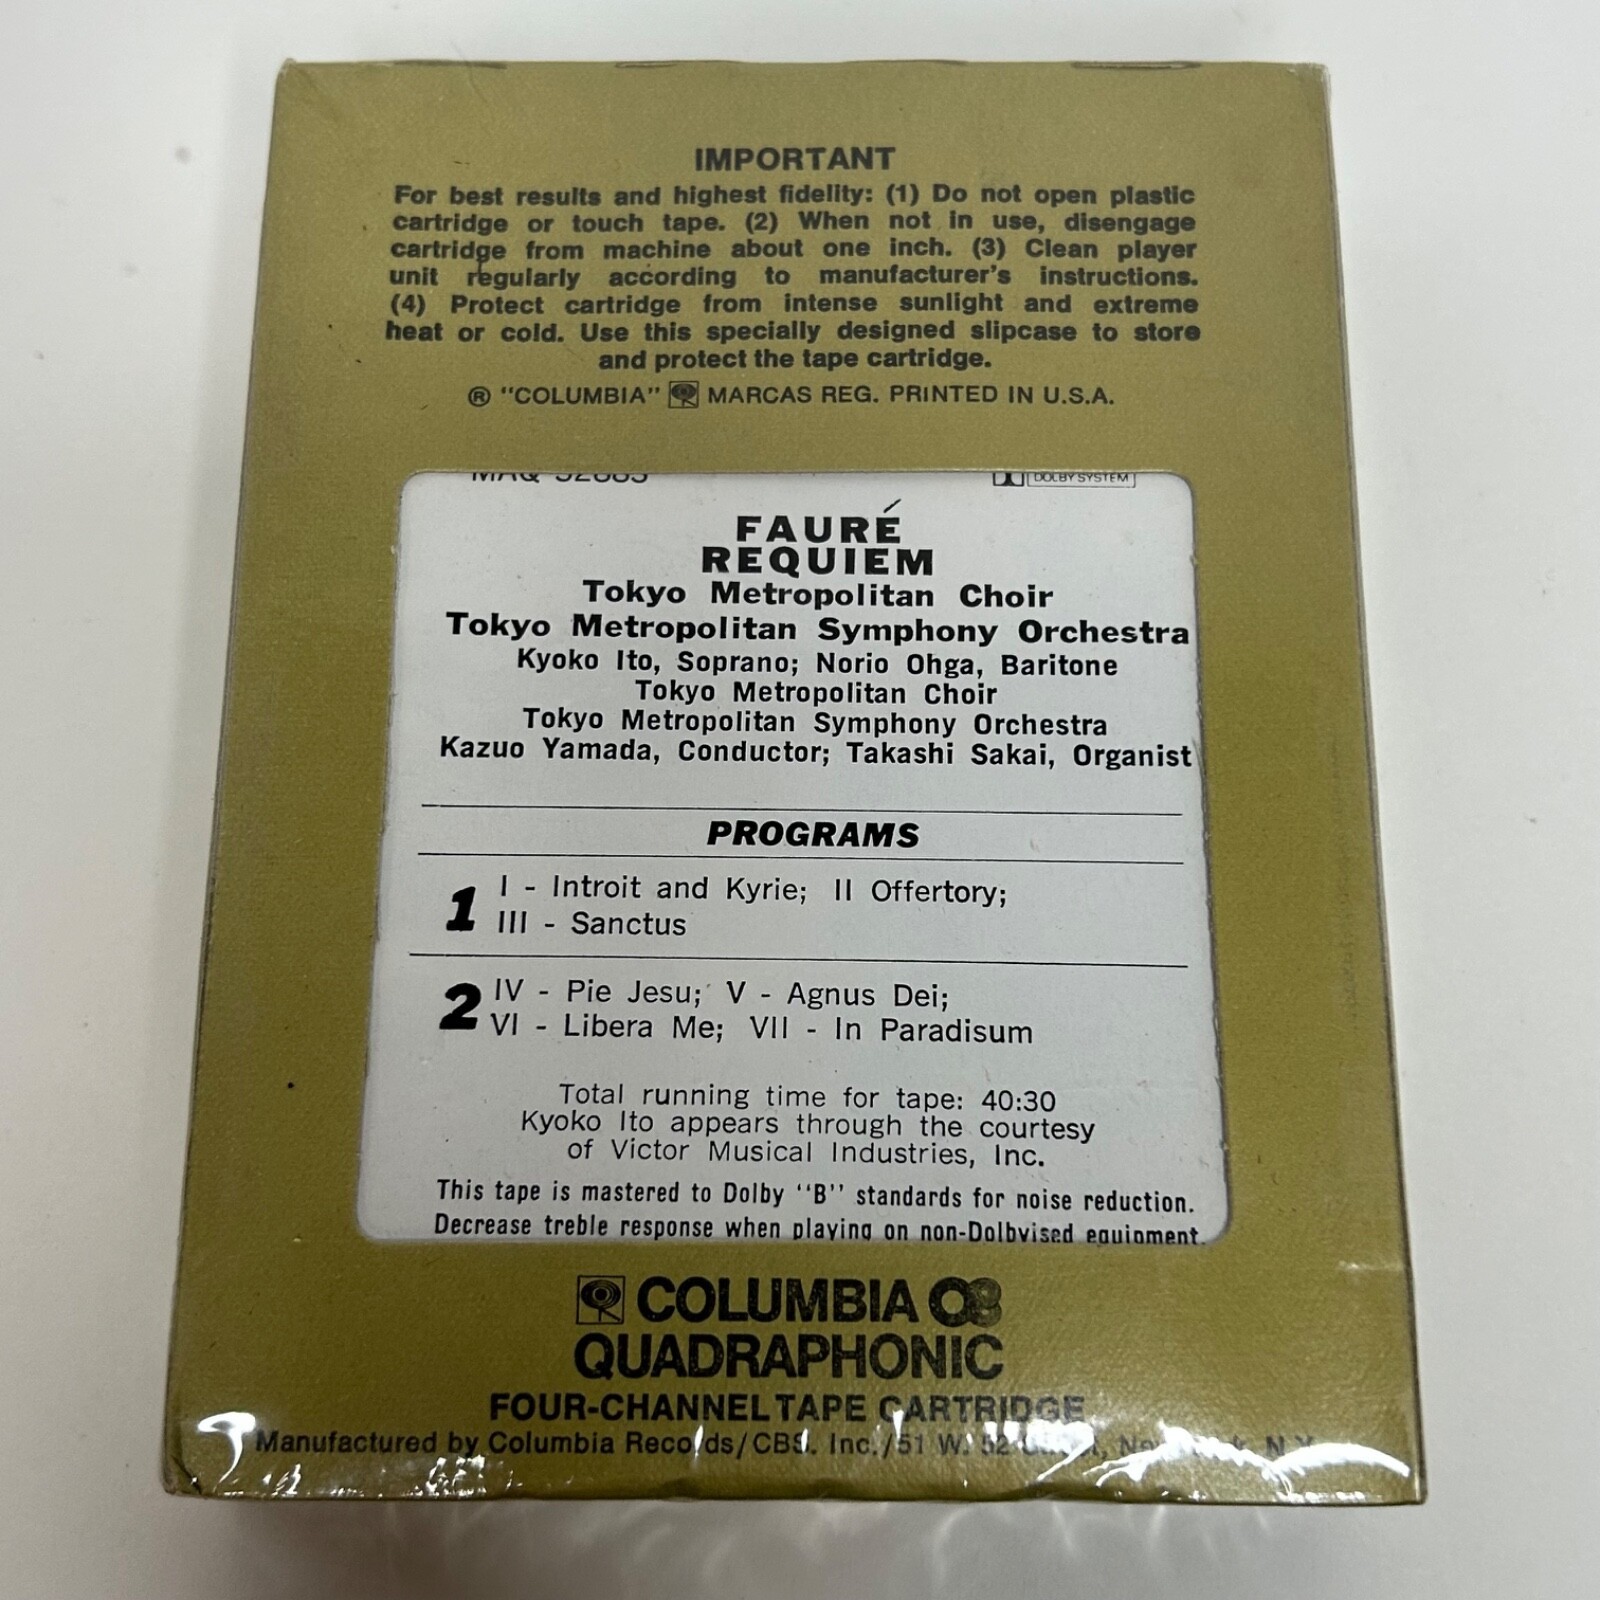 IMPORTANT
For best results and highest fidelity: (1) Do not open plastic
cartridge or touch tape. (2) When not in use, disengage
cartridge from machine about one inch. (3) Clean player
unit regularly according to manufacturer's instructions.
(4) Protect cartridge from intense sunlight and extreme
heat or cold. Use this specially designed slipcase to store
and protect the tape cartridge.
® "COLUMBIA" MARCAS REG. PRINTED IN U.S.A.
MAQ DOLBY SYSTEM
FAURÉ
REQUIEM
Tokyo Metropolitan Choir
Tokyo Metropolitan Symphony Orchestra
Kyoko Ito, Soprano; Norio Ohga, Baritone
Tokyo Metropolitan Choir
Tokyo Metropolitan Symphony Orchestra
Kazuo Yamada, Conductor; Takashi Sakai, Organist
PROGRAMS
1 I - Introit and Kyrie; II Offertory;
III - Sanctus
2 IV - Pie Jesu; V - Agnus Dei;
VI - Libera Me; VII - In Paradisum
Total running time for tape: 40:30
Kyoko Ito appears through the courtesy
of Victor Musical Industries, Inc.
This tape is mastered to Dolby "B" standards for noise reduction.
Decrease treble response when playing on non-Dolbyised equipment.
COLUMBIA Q8
QUADRAPHONIC
FOUR-CHANNEL TAPE CARTRIDGE
Manufactured by Columbia Records/CBS. Inc./51 W. 52 Street, New York, N.Y.